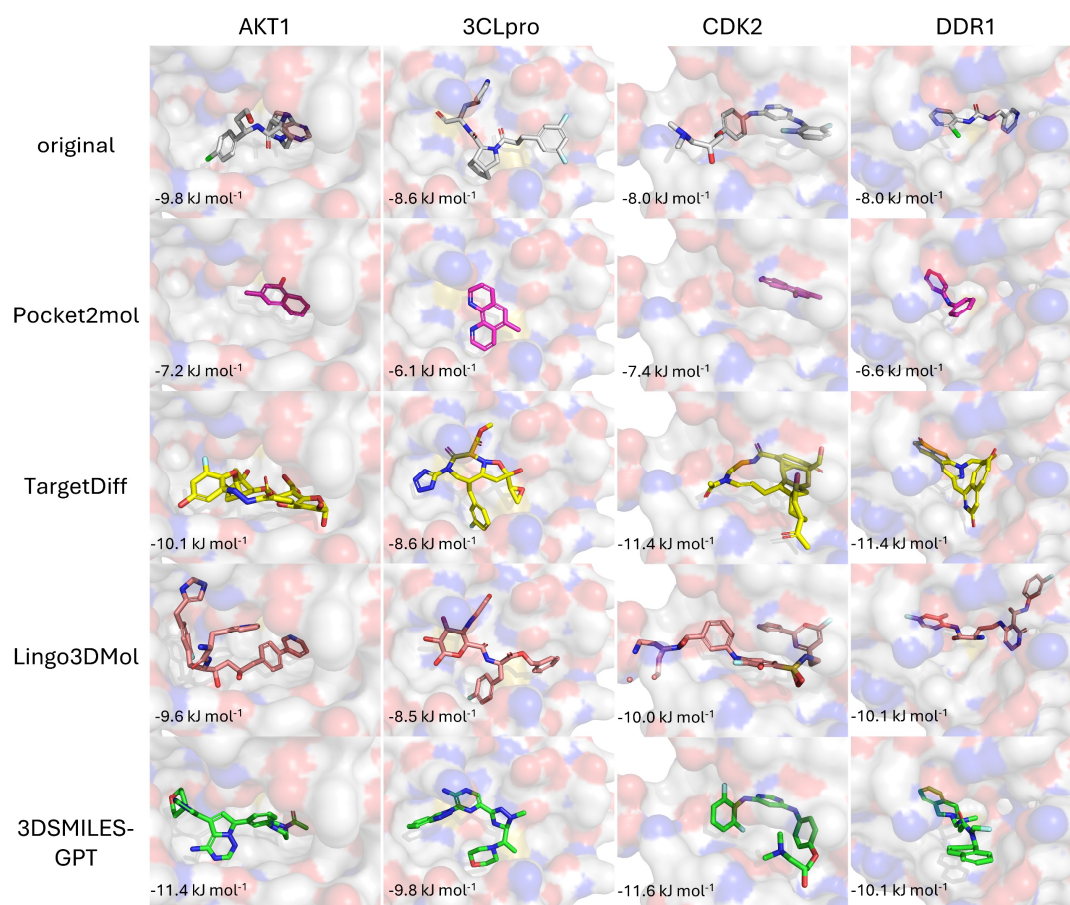 AKT1 3CLpro CDK2 DDR1
original
-9.8 kJ mol⁻¹ -8.6 kJ mol⁻¹ -8.0 kJ mol⁻¹ -8.0 kJ mol⁻¹
Pocket2mol
-7.2 kJ mol⁻¹ -6.1 kJ mol⁻¹ -7.4 kJ mol⁻¹ -6.6 kJ mol⁻¹
TargetDiff
-10.1 kJ mol⁻¹ -8.6 kJ mol⁻¹ -11.4 kJ mol⁻¹ -11.4 kJ mol⁻¹
Lingo3DMol
-9.6 kJ mol⁻¹ -8.5 kJ mol⁻¹ -10.0 kJ mol⁻¹ -10.1 kJ mol⁻¹
3DSMILES-
GPT
-11.4 kJ mol⁻¹ -9.8 kJ mol⁻¹ -11.6 kJ mol⁻¹ -10.1 kJ mol⁻¹